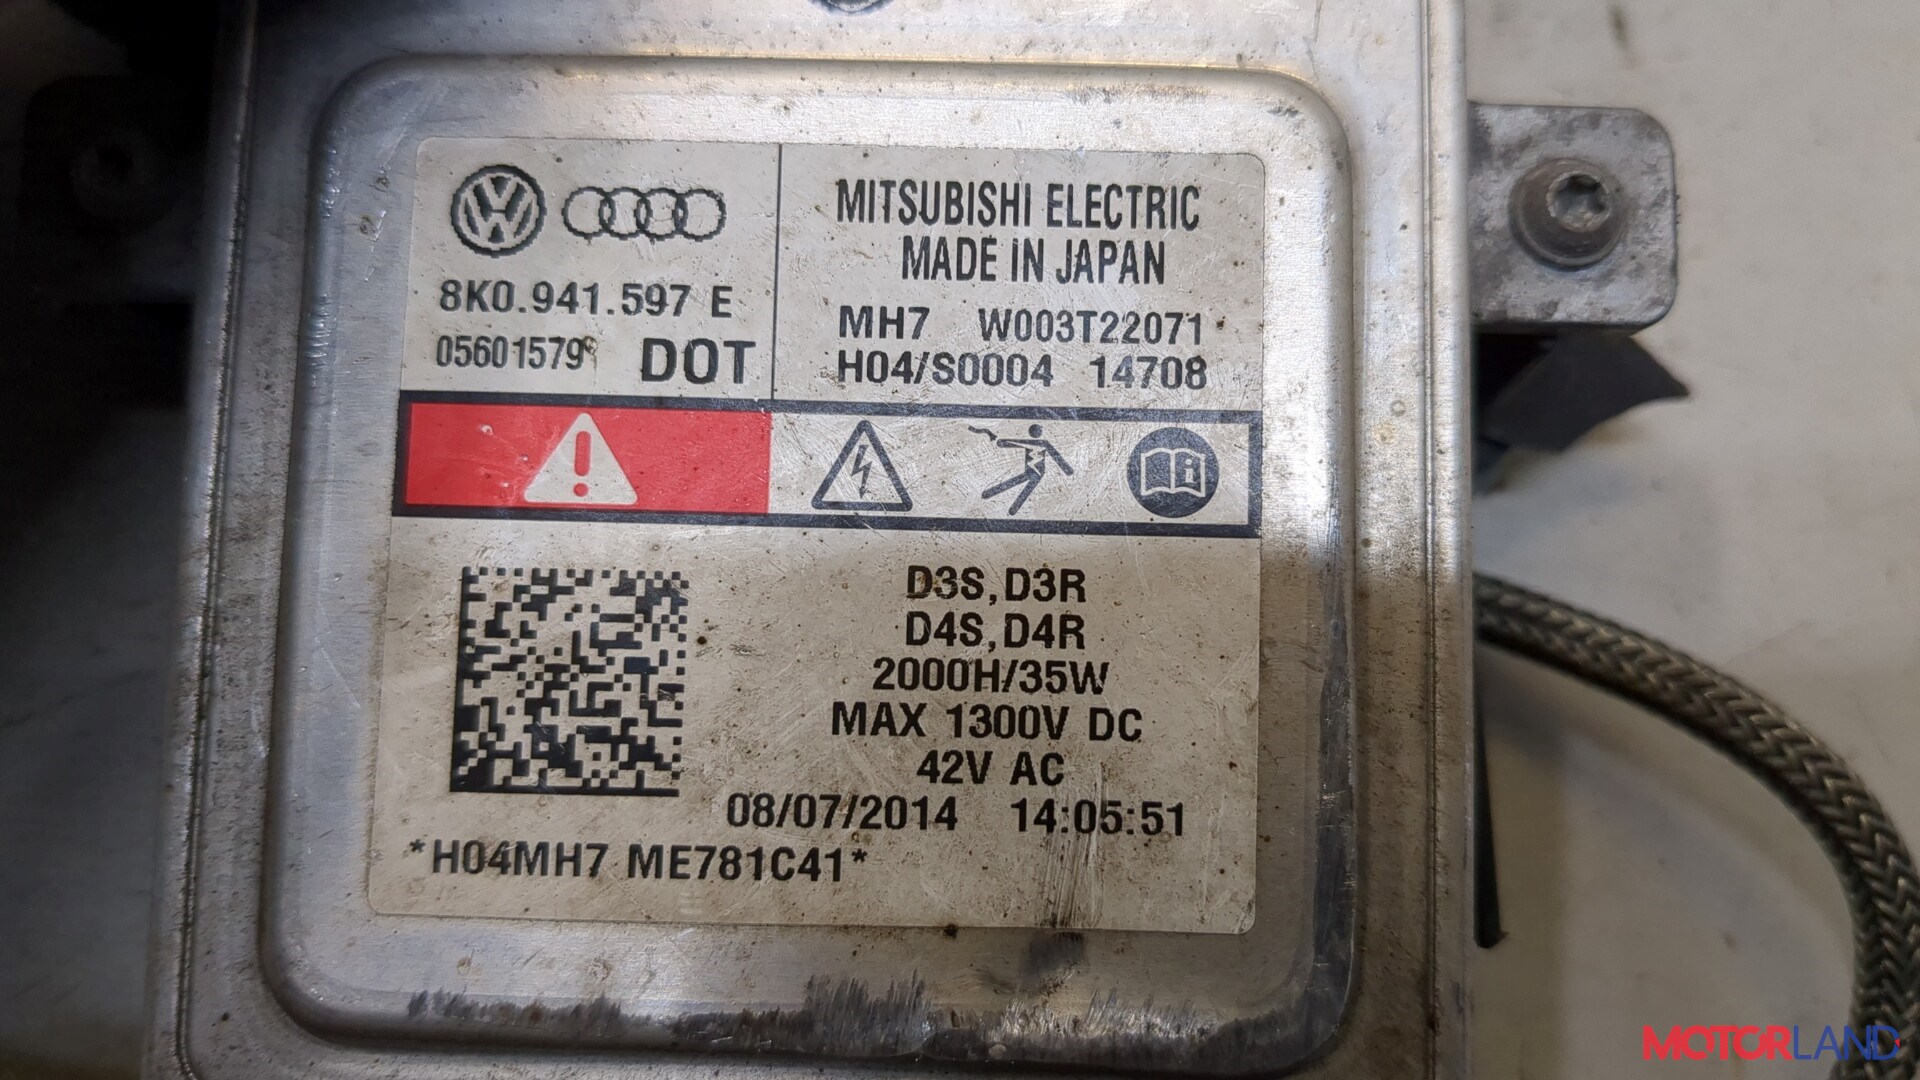 8K0.941.597 E
05601579 DOT
MITSUBISHI ELECTRIC
MADE IN JAPAN
MH7 W003T22071
H04/S0004 14708
D3S,D3R
D4S,D4R
2000H/35W
MAX 1300V DC
42V AC
08/07/2014 14:05:51
*H04MH7 ME781C41*
MOTORLAND